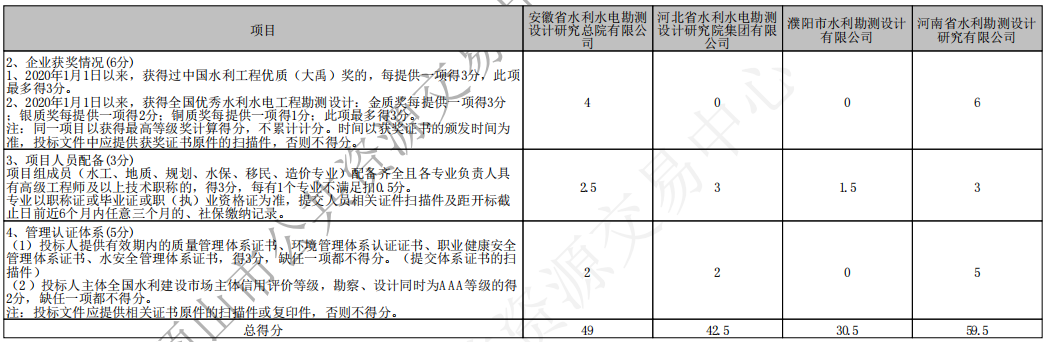 项目
安徽省水利水电勘测
设计研究总院有限公
司
河北省水利水电勘测
设计研究院集团有限
公司
濮阳市水利勘测设计
有限公司
河南省水利勘测设计
研究有限公司
2、企业获奖情况(6分)
1、2020年1月1日以来，获得过中国水利工程优质（大禹）奖的，每提供一项得3分，此项
最多得3分。
2、2020年1月1日以来，获得全国优秀水利水电工程勘测设计：金质奖每提供一项得3分
；银质奖每提供一项得2分；铜质奖每提供一项得1分；此项最多得3分。
注：同一项目以获得最高等级奖计算得分，不累计计分。时间以获奖证书的颁发时间为
准，投标文件中应提供获奖证书原件的扫描件，否则不得分。
4
0
0
6
3、项目人员配备(3分)
项目组成员（水工、地质、规划、水保、移民、造价专业）配备齐全且各专业负责人具
有高级工程师及以上技术职称的，得3分，每有1个专业不满足扣0.5分。
专业以职称证或毕业证或职（执）业资格证为准，提交人员相关证件扫描件及距开标截
止日前近6个月内任意三个月的、社保缴纳记录。
2.5
3
1.5
3
4、管理认证体系(5分)
（1）投标人提供有效期内的质量管理体系证书、环境管理体系认证证书、职业健康安全
管理体系证书、水安全管理体系证书，得3分，缺任一项都不得分。（提交体系证书的扫
描件）
（2）投标人主体全国水利建设市场主体信用评价等级，勘察、设计同时为AAA等级的得
2分，缺任一项都不得分。
注：投标文件应提供相关证书原件的扫描件或复印件，否则不得分。
2
2
0
5
总得分
49
42.5
30.5
59.5
山市公共资源交易中心
资源交易中心